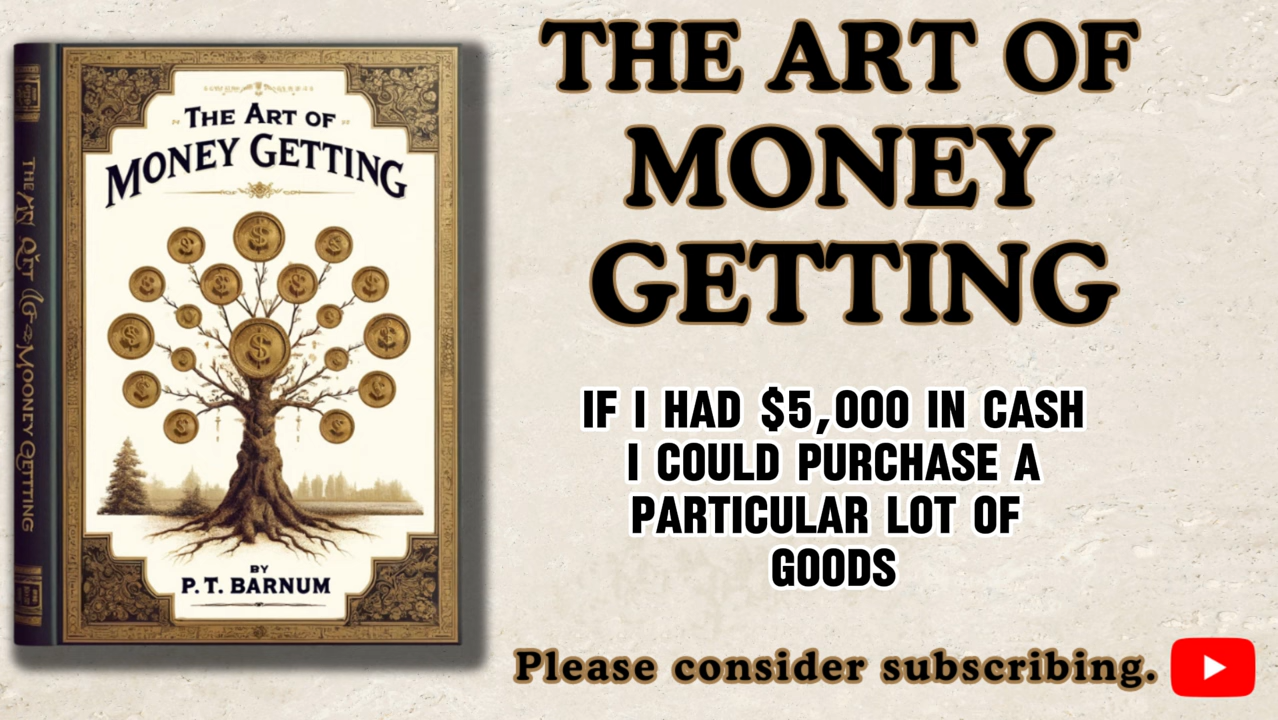 THE ART OF
MONEY GETTING
BY
P. T. BARNUM
THE ART OF
MONEY
GETTING
IF I HAD $5,000 IN CASH
I COULD PURCHASE A
PARTICULAR LOT OF
GOODS
Please consider subscribing.